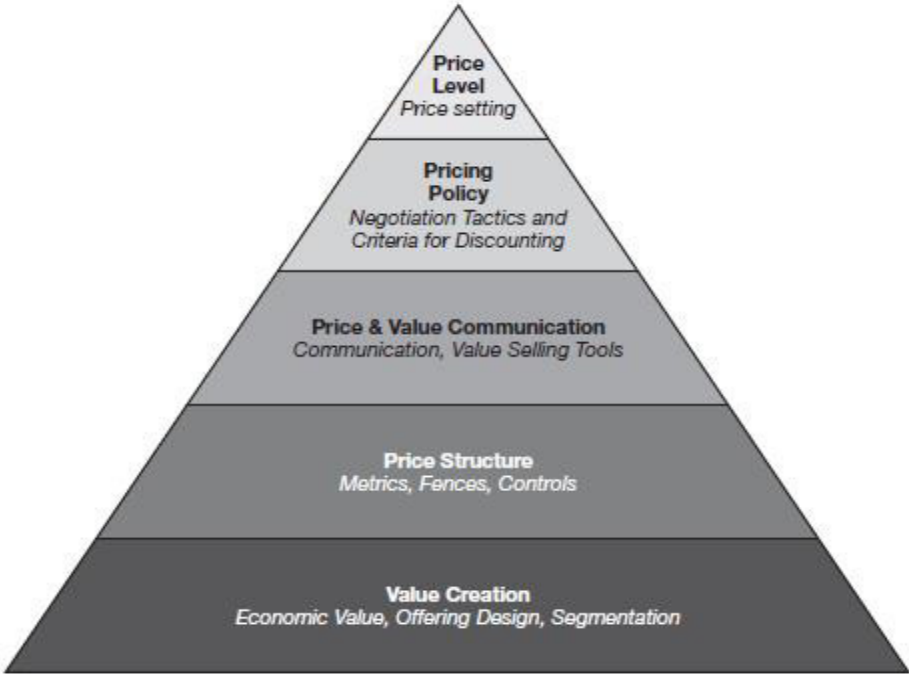 Price
Level
Price setting
Pricing
Policy
Negotiation Tactics and
Criteria for Discounting
Price & Value Communication
Communication, Value Selling Tools
Price Structure
Metrics, Fences, Controls
Value Creation
Economic Value, Offering Design, Segmentation